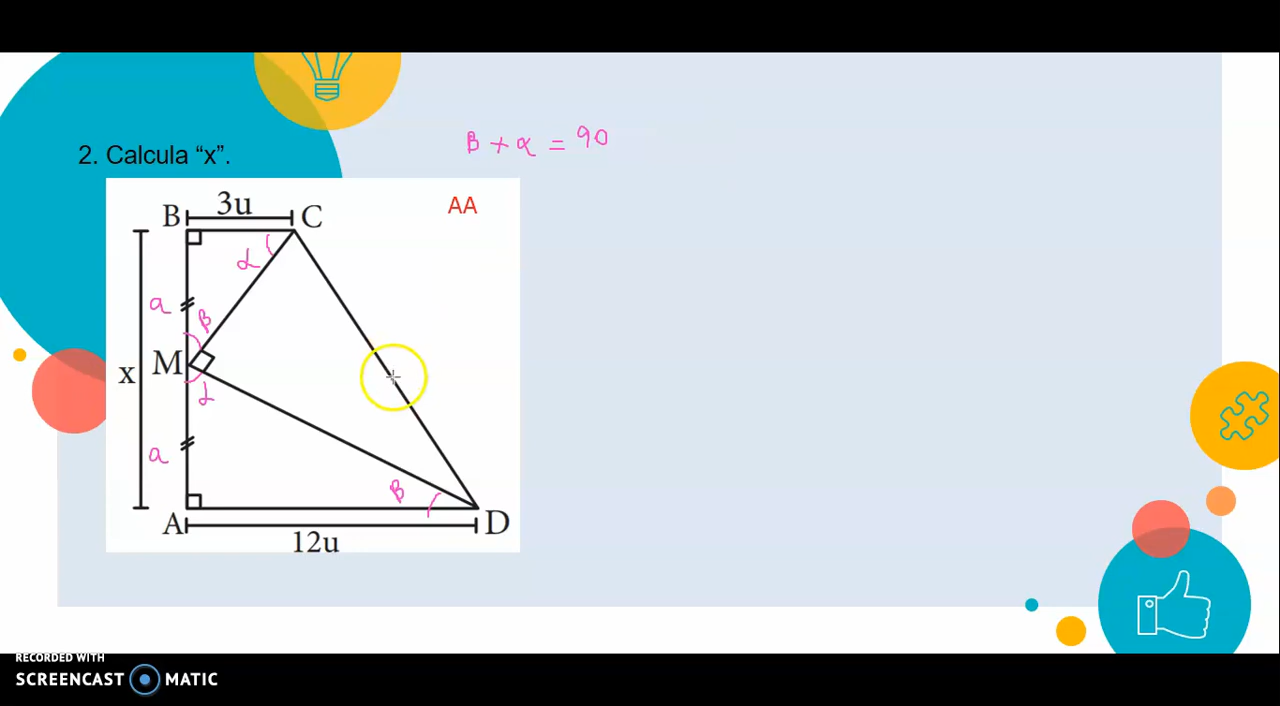 β + α = 90
2. Calcula “x”.
3u
AA
B
C
α
a
β
M
x
α
a
β
A
D
12u
RECORDED WITH
SCREENCAST MATIC